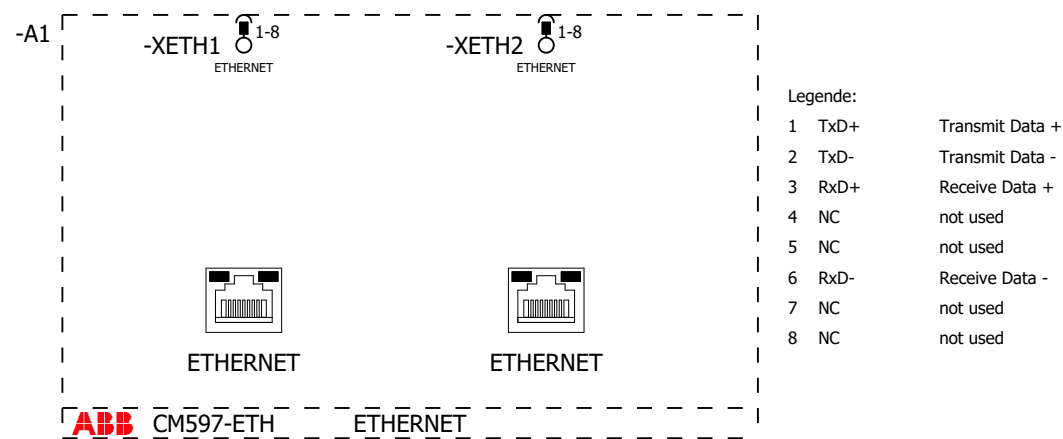 -A1
-XETH1 1-8
ETHERNET
-XETH2 1-8
ETHERNET
ETHERNET
ETHERNET
ABB CM597-ETH ETHERNET
Legende:
1 TxD+ Transmit Data +
2 TxD- Transmit Data -
3 RxD+ Receive Data +
4 NC not used
5 NC not used
6 RxD- Receive Data -
7 NC not used
8 NC not used